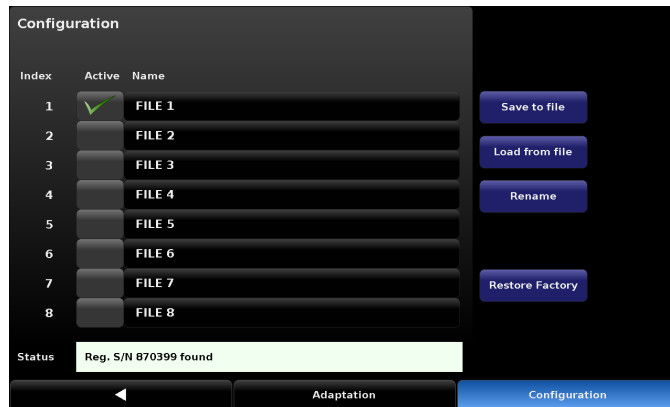 Configuration
Index Active Name
1 FILE 1 Save to file
2 FILE 2
3 FILE 3 Load from file
4 FILE 4 Rename
5 FILE 5
6 FILE 6
7 FILE 7 Restore Factory
8 FILE 8
Status Reg. S/N 870399 found
Adaptation Configuration